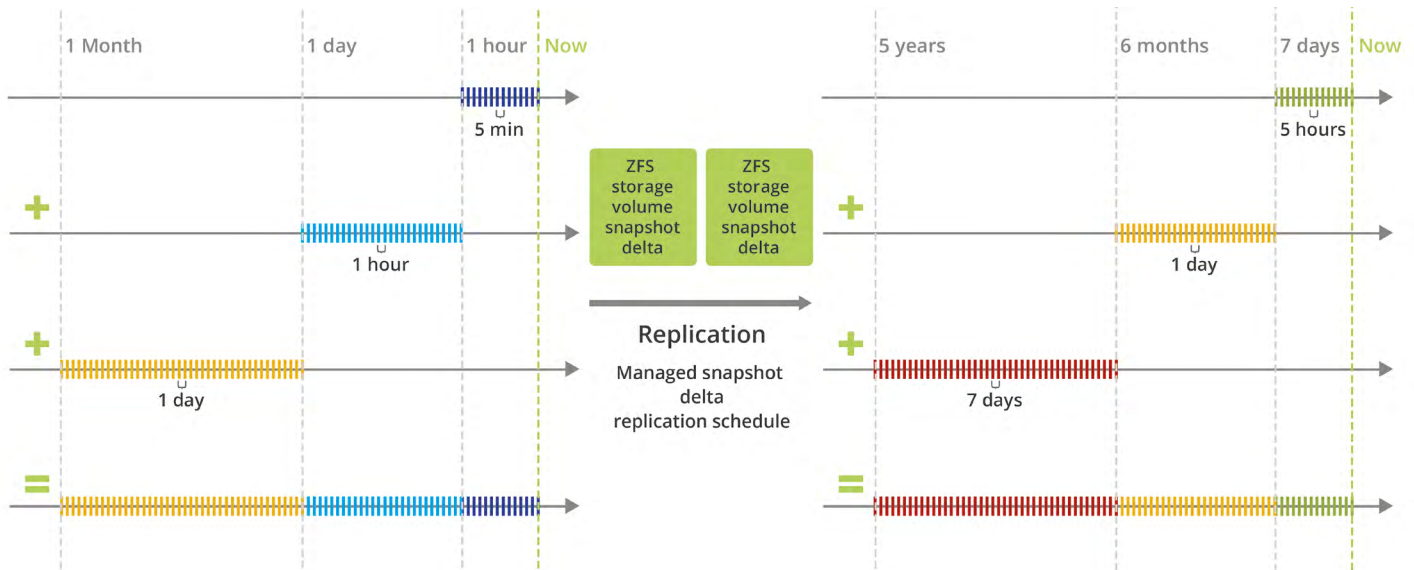 1 Month
1 day
1 hour
Now
5 min
+
1 hour
+
1 day
=
ZFS
storage
volume
snapshot
delta
ZFS
storage
volume
snapshot
delta
Replication
Managed snapshot
delta
replication schedule
5 years
6 months
7 days
Now
5 hours
+
1 day
+
7 days
=